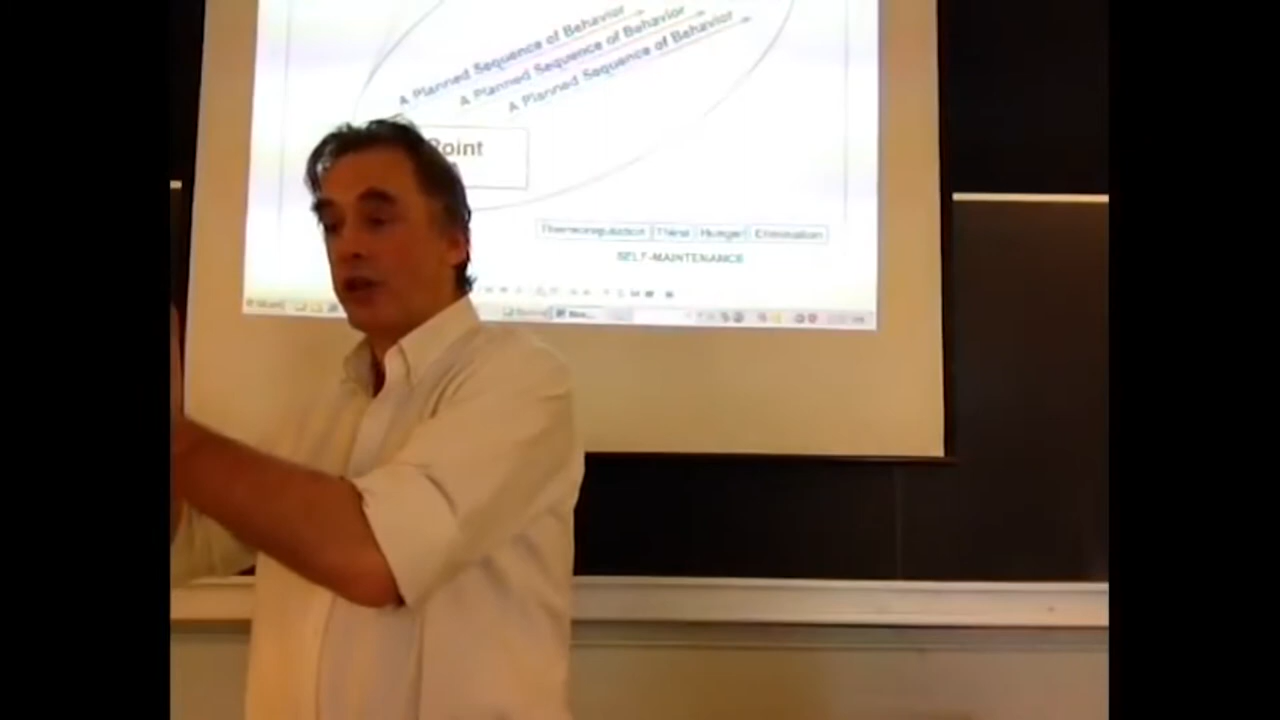 A Planned Sequence of Behavior
A Planned Sequence of Behavior
A Planned Sequence of Behavior
Point
A
Thermoregulation Thirst Hunger Elimination
SELF-MAINTENANCE